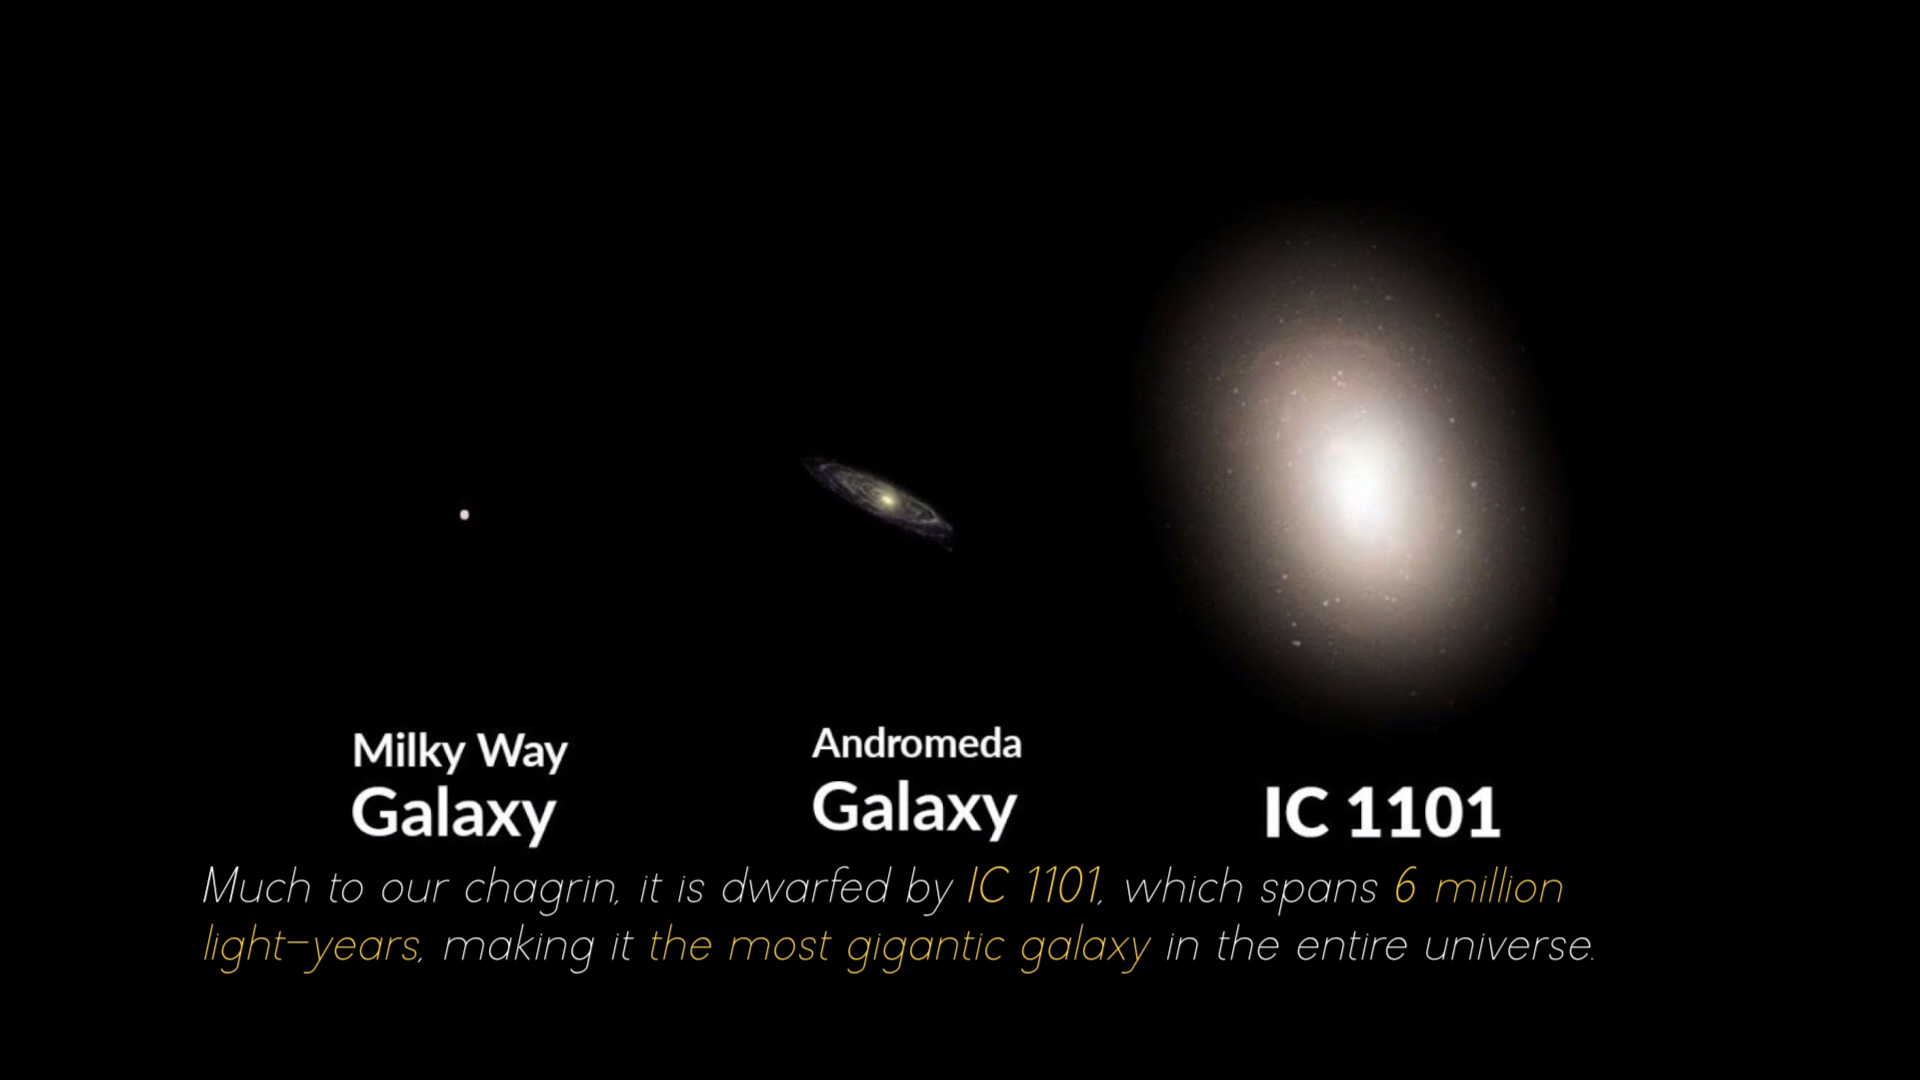 Milky Way
Galaxy
Andromeda
Galaxy
IC 1101
Much to our chagrin, it is dwarfed by IC 1101, which spans 6 million
light-years, making it the most gigantic galaxy in the entire universe.